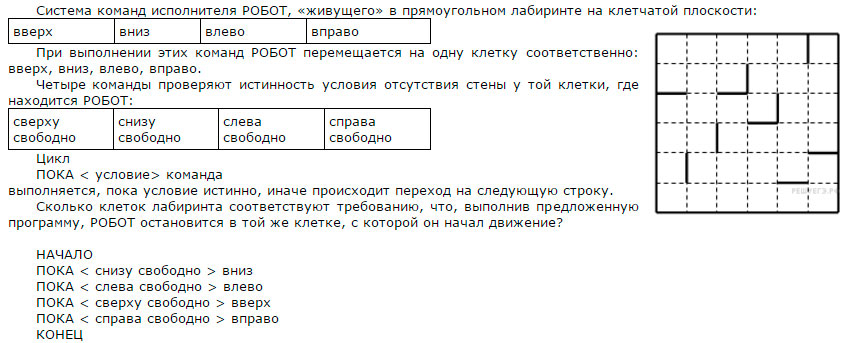 Система команд исполнителя РОБОТ, «живущего» в прямоугольном лабиринте на клетчатой плоскости:
вверх вниз влево вправо
При выполнении этих команд РОБОТ перемещается на одну клетку соответственно:
вверх, вниз, влево, вправо.
Четыре команды проверяют истинность условия отсутствия стены у той клетки, где
находится РОБОТ:
сверху снизу слева справа
свободно свободно свободно свободно
Цикл
ПОКА < условие> команда
выполняется, пока условие истинно, иначе происходит переход на следующую строку.
Сколько клеток лабиринта соответствуют требованию, что, выполнив предложенную
программу, РОБОТ остановится в той же клетке, с которой он начал движение?
НАЧАЛО
ПОКА < снизу свободно > вниз
ПОКА < слева свободно > влево
ПОКА < сверху свободно > вверх
ПОКА < справа свободно > вправо
КОНЕЦ